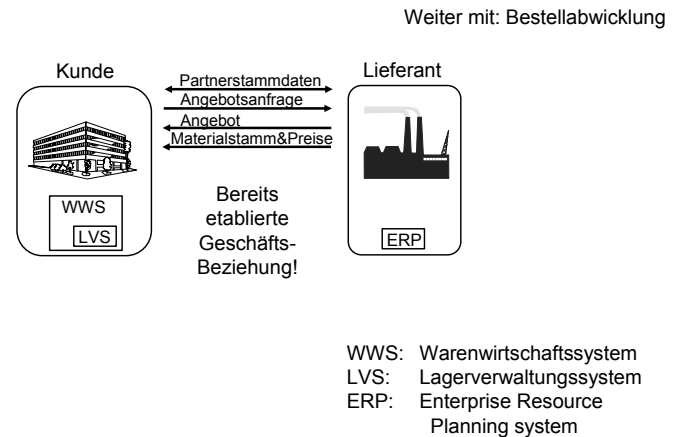 Weiter mit: Bestellabwicklung
Kunde
Lieferant
Partnerstammdaten
Angebotsanfrage
Angebot
Materialstamm&Preise
WWS
LVS
Bereits
etablierte
Geschäfts-
Beziehung!
ERP
WWS: Warenwirtschaftssystem
LVS: Lagerverwaltungssystem
ERP: Enterprise Resource
Planning system